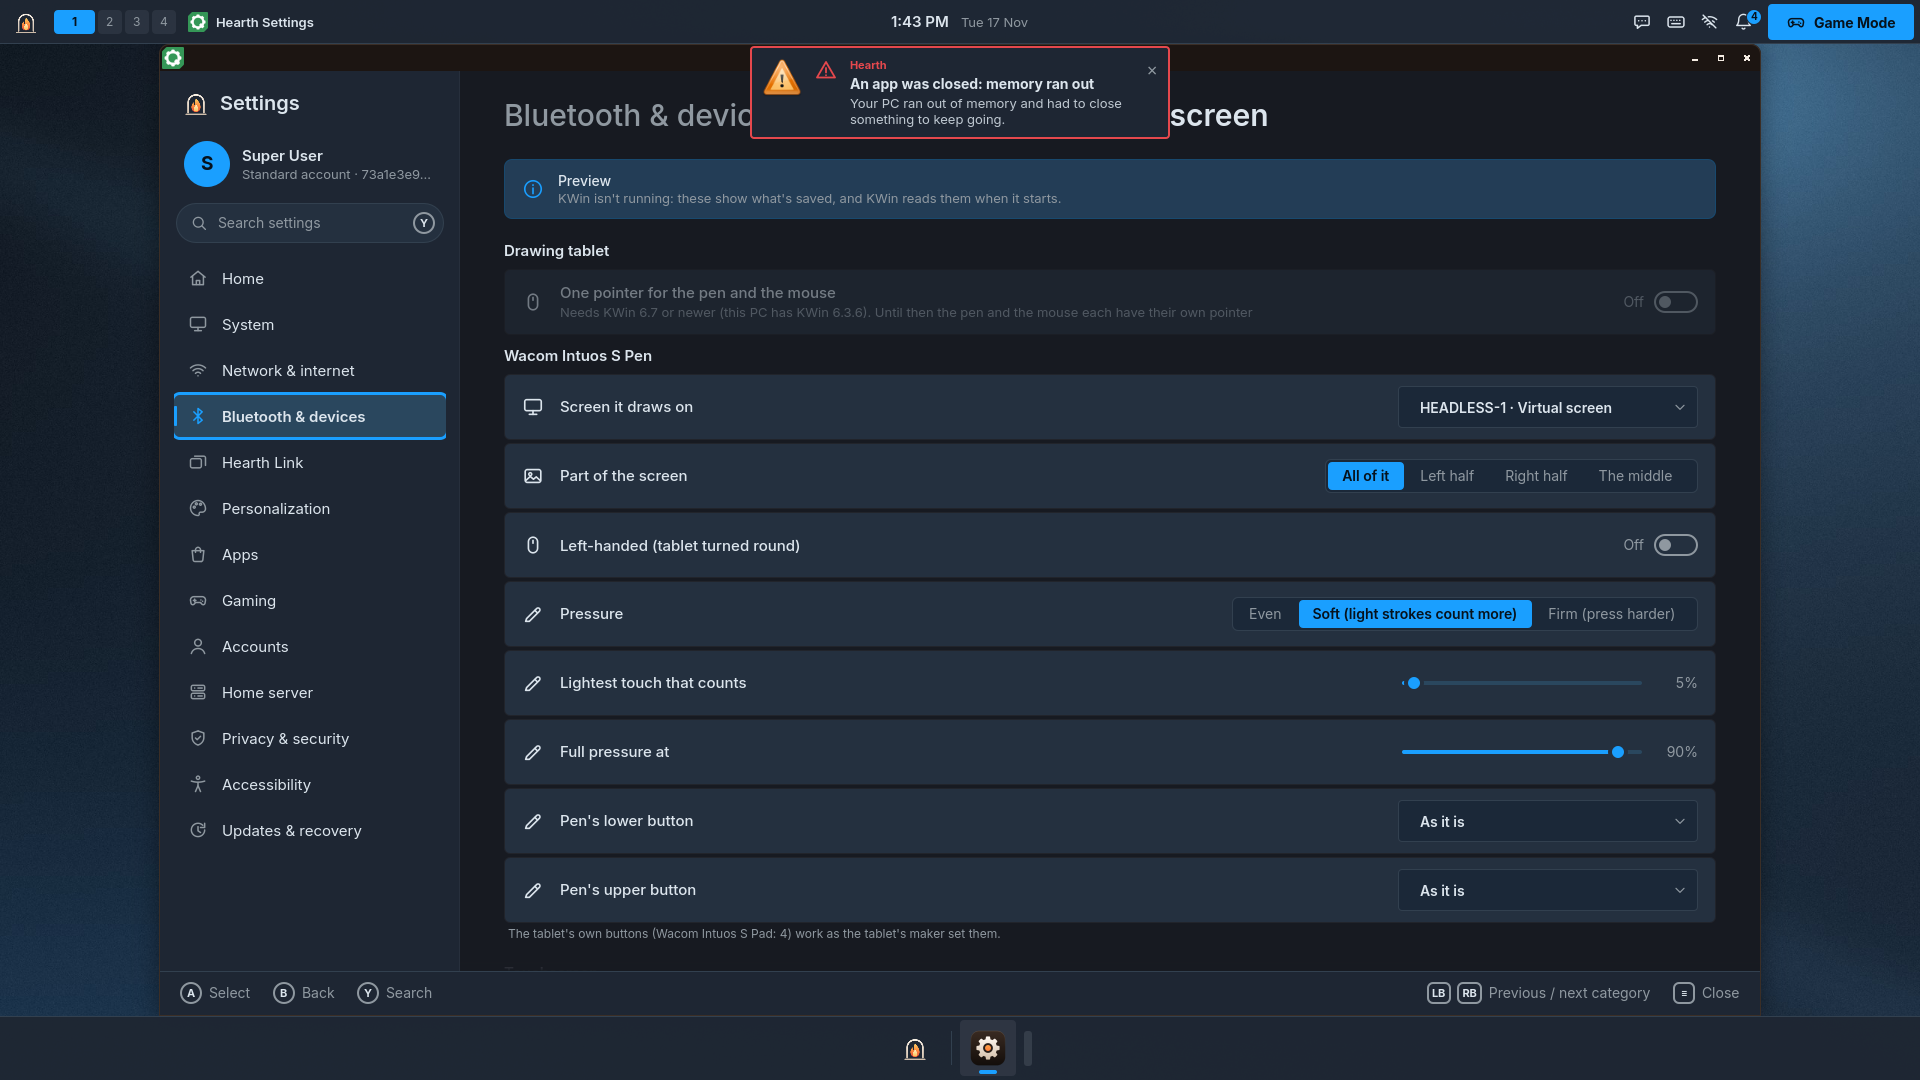 1
2
3
4
Hearth Settings
1:43 PM
Tue 17 Nov
4
Game Mode
Settings
S
Super User
Standard account · 73a1e3e9...
Search settings
Y
Home
System
Network & internet
Bluetooth & devices
Hearth Link
Personalization
Apps
Gaming
Accounts
Home server
Privacy & security
Accessibility
Updates & recovery
Hearth
An app was closed: memory ran out
Your PC ran out of memory and had to close
something to keep going.
Bluetooth & devic
screen
Preview
KWin isn't running: these show what's saved, and KWin reads them when it starts.
Drawing tablet
One pointer for the pen and the mouse
Needs KWin 6.7 or newer (this PC has KWin 6.3.6). Until then the pen and the mouse each have their own pointer
Off
Wacom Intuos S Pen
Screen it draws on
HEADLESS-1 · Virtual screen
Part of the screen
All of it
Left half
Right half
The middle
Left-handed (tablet turned round)
Off
Pressure
Even
Soft (light strokes count more)
Firm (press harder)
Lightest touch that counts
5%
Full pressure at
90%
Pen's lower button
As it is
Pen's upper button
As it is
The tablet's own buttons (Wacom Intuos S Pad: 4) work as the tablet's maker set them.
A Select
B Back
Y Search
LB RB Previous / next category
Close